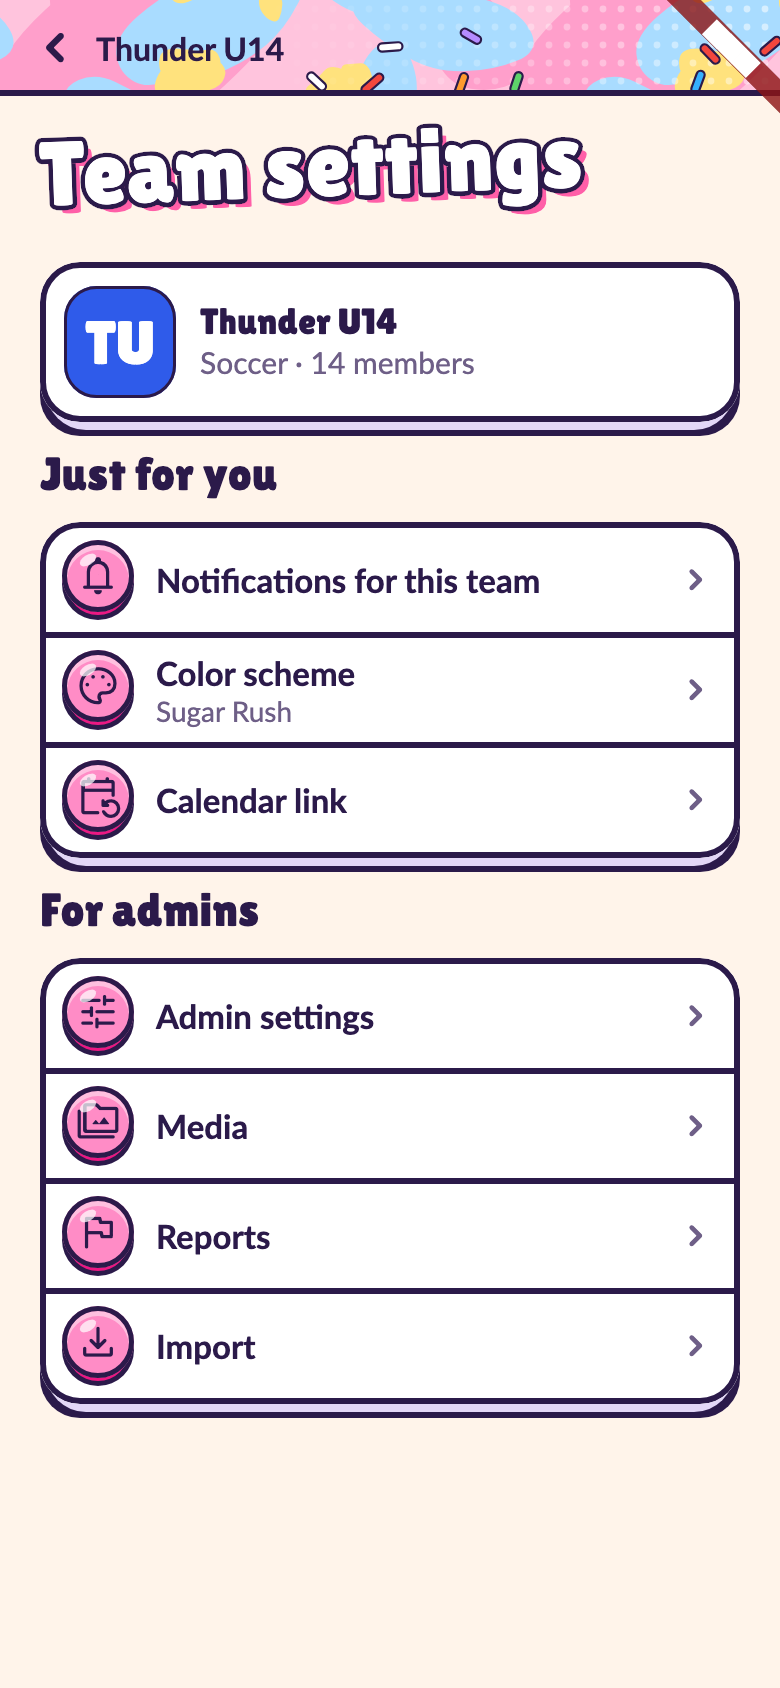 Thunder U14
Team settings
TU
Thunder U14
Soccer · 14 members
Just for you
Notifications for this team
Color scheme
Sugar Rush
Calendar link
For admins
Admin settings
Media
Reports
Import